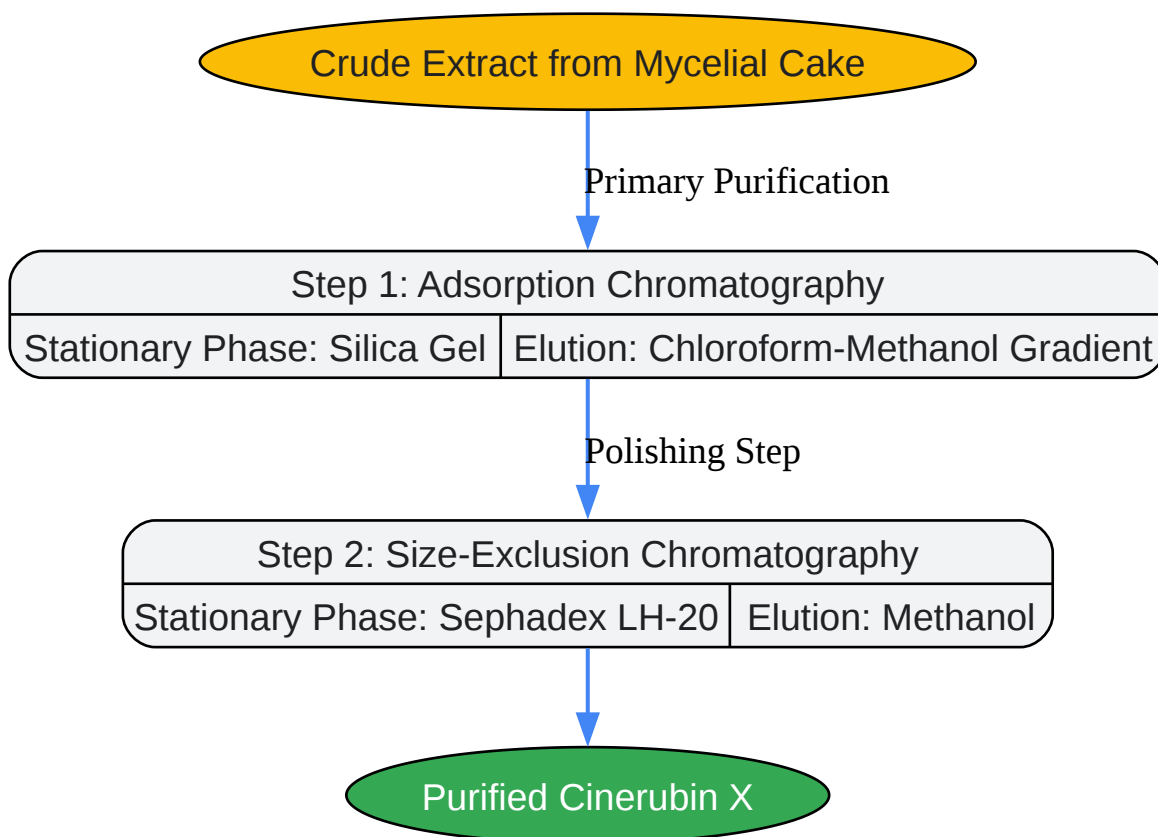 Crude Extract from Mycelial Cake
Primary Purification
Step 1: Adsorption Chromatography
Stationary Phase: Silica Gel
Elution: Chloroform-Methanol Gradient
Polishing Step
Step 2: Size-Exclusion Chromatography
Stationary Phase: Sephadex LH-20
Elution: Methanol
Purified Cinerubin X